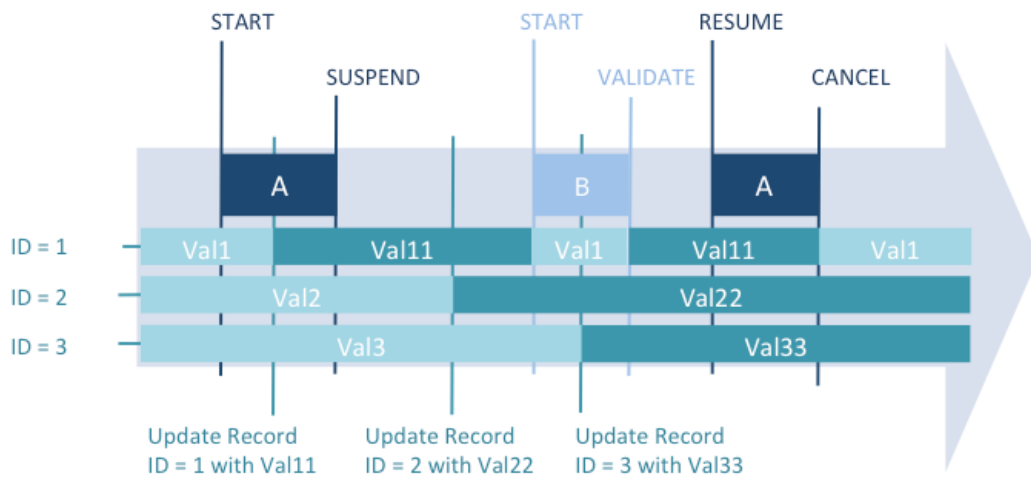 START
START
RESUME
SUSPEND
VALIDATE
CANCEL
A
B
A
ID = 1
Val1
Val11
Val1
Val11
Val1
ID = 2
Val2
Val22
ID = 3
Val3
Val33
Update Record
ID = 1 with Val11
Update Record
ID = 2 with Val22
Update Record
ID = 3 with Val33